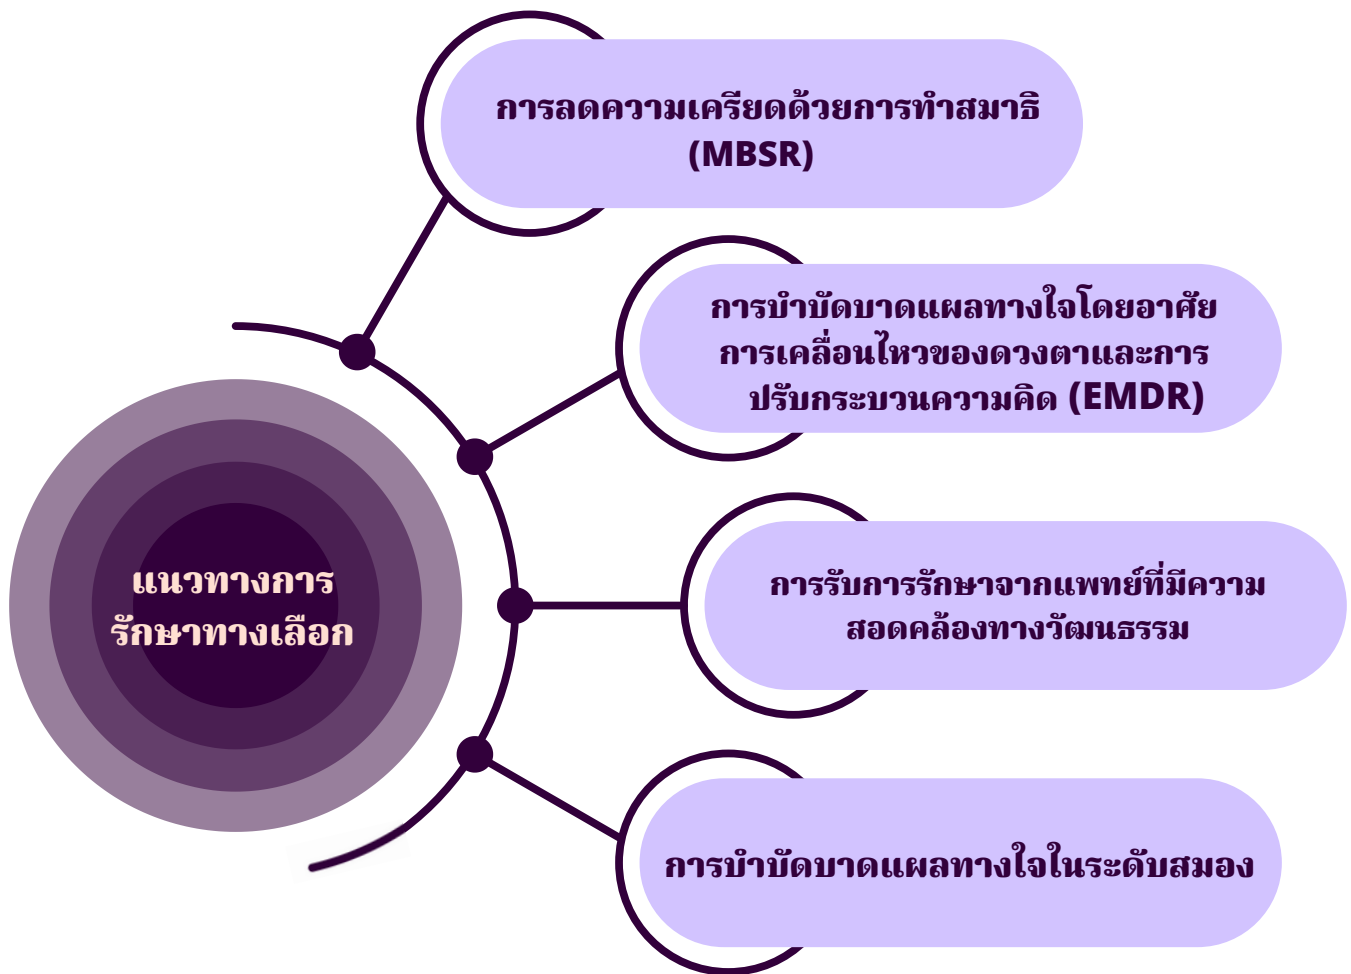 การลดความเครียดด้วยการทำสมาธิ
(MBSR)
การบำบัดบาดแผลทางใจโดยอาศัย
การเคลื่อนไหวของดวงตาและการ
ปรับกระบวนความคิด (EMDR)
แนวทางการ
รักษาทางเลือก
การรับการรักษาจากแพทย์ที่มีความ
สอดคล้องทางวัฒนธรรม
การบำบัดบาดแผลทางใจในระดับสมอง